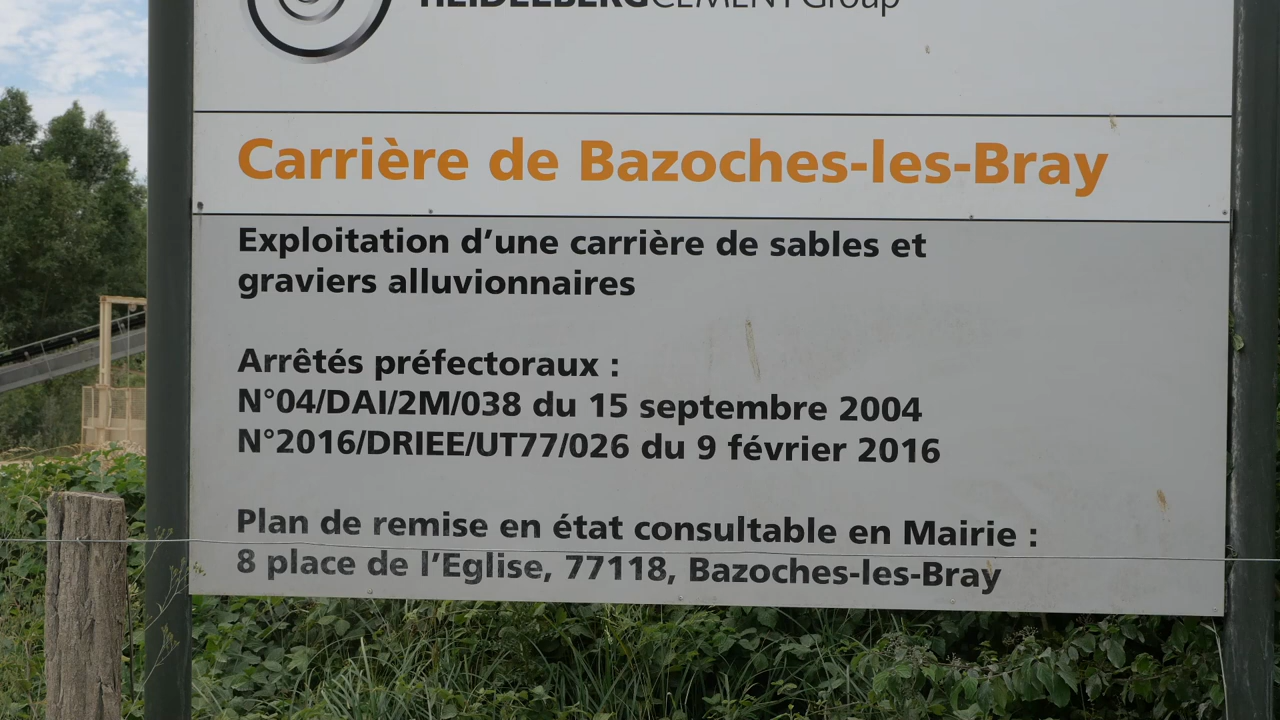 HEIDELBERGCEMENT Group
Carrière de Bazoches-les-Bray
Exploitation d’une carrière de sables et
graviers alluvionnaires
Arrêtés préfectoraux :
N°04/DAI/2M/038 du 15 septembre 2004
N°2016/DRIEE/UT77/026 du 9 février 2016
Plan de remise en état consultable en Mairie :
8 place de l’Eglise, 77118, Bazoches-les-Bray